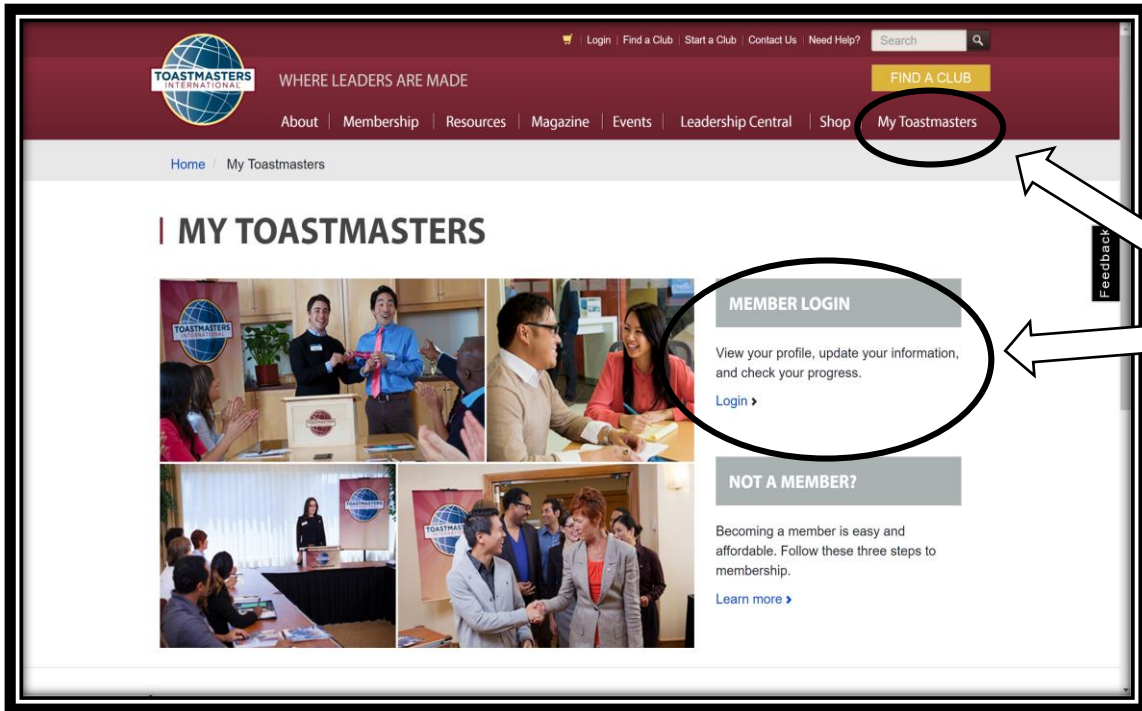 Login | Find a Club | Start a Club | Contact Us | Need Help? Search
TOASTMASTERS
INTERNATIONAL
WHERE LEADERS ARE MADE
FIND A CLUB
About | Membership | Resources | Magazine | Events | Leadership Central | Shop | My Toastmasters
Home / My Toastmasters
| MY TOASTMASTERS
Feedback
TOASTMASTERS
INTERNATIONAL
MEMBER LOGIN
View your profile, update your information,
and check your progress.
Login >
TOASTMASTERS
NOT A MEMBER?
Becoming a member is easy and
affordable. Follow these three steps to
membership.
Learn more >